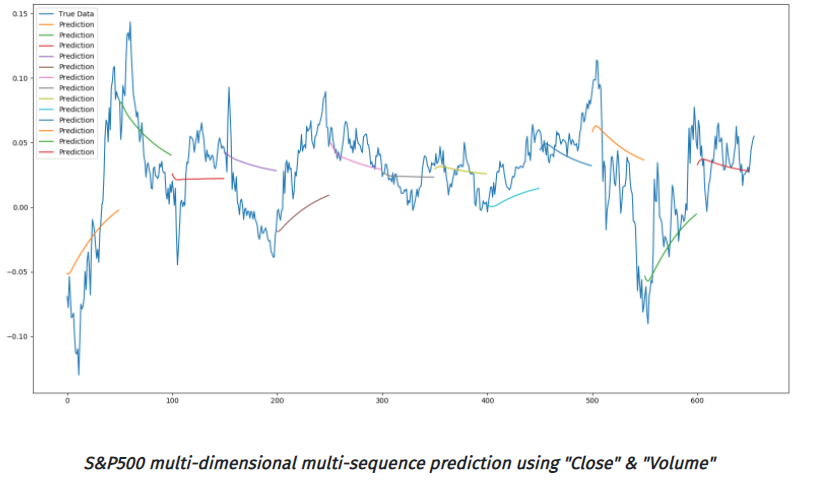 0.15
0.10
0.05
0.00
−0.05
−0.10
True Data
Prediction
Prediction
Prediction
Prediction
Prediction
Prediction
Prediction
Prediction
Prediction
Prediction
Prediction
Prediction
Prediction
0
100
200
300
400
500
600
S&P500 multi-dimensional multi-sequence prediction using "Close" & "Volume"